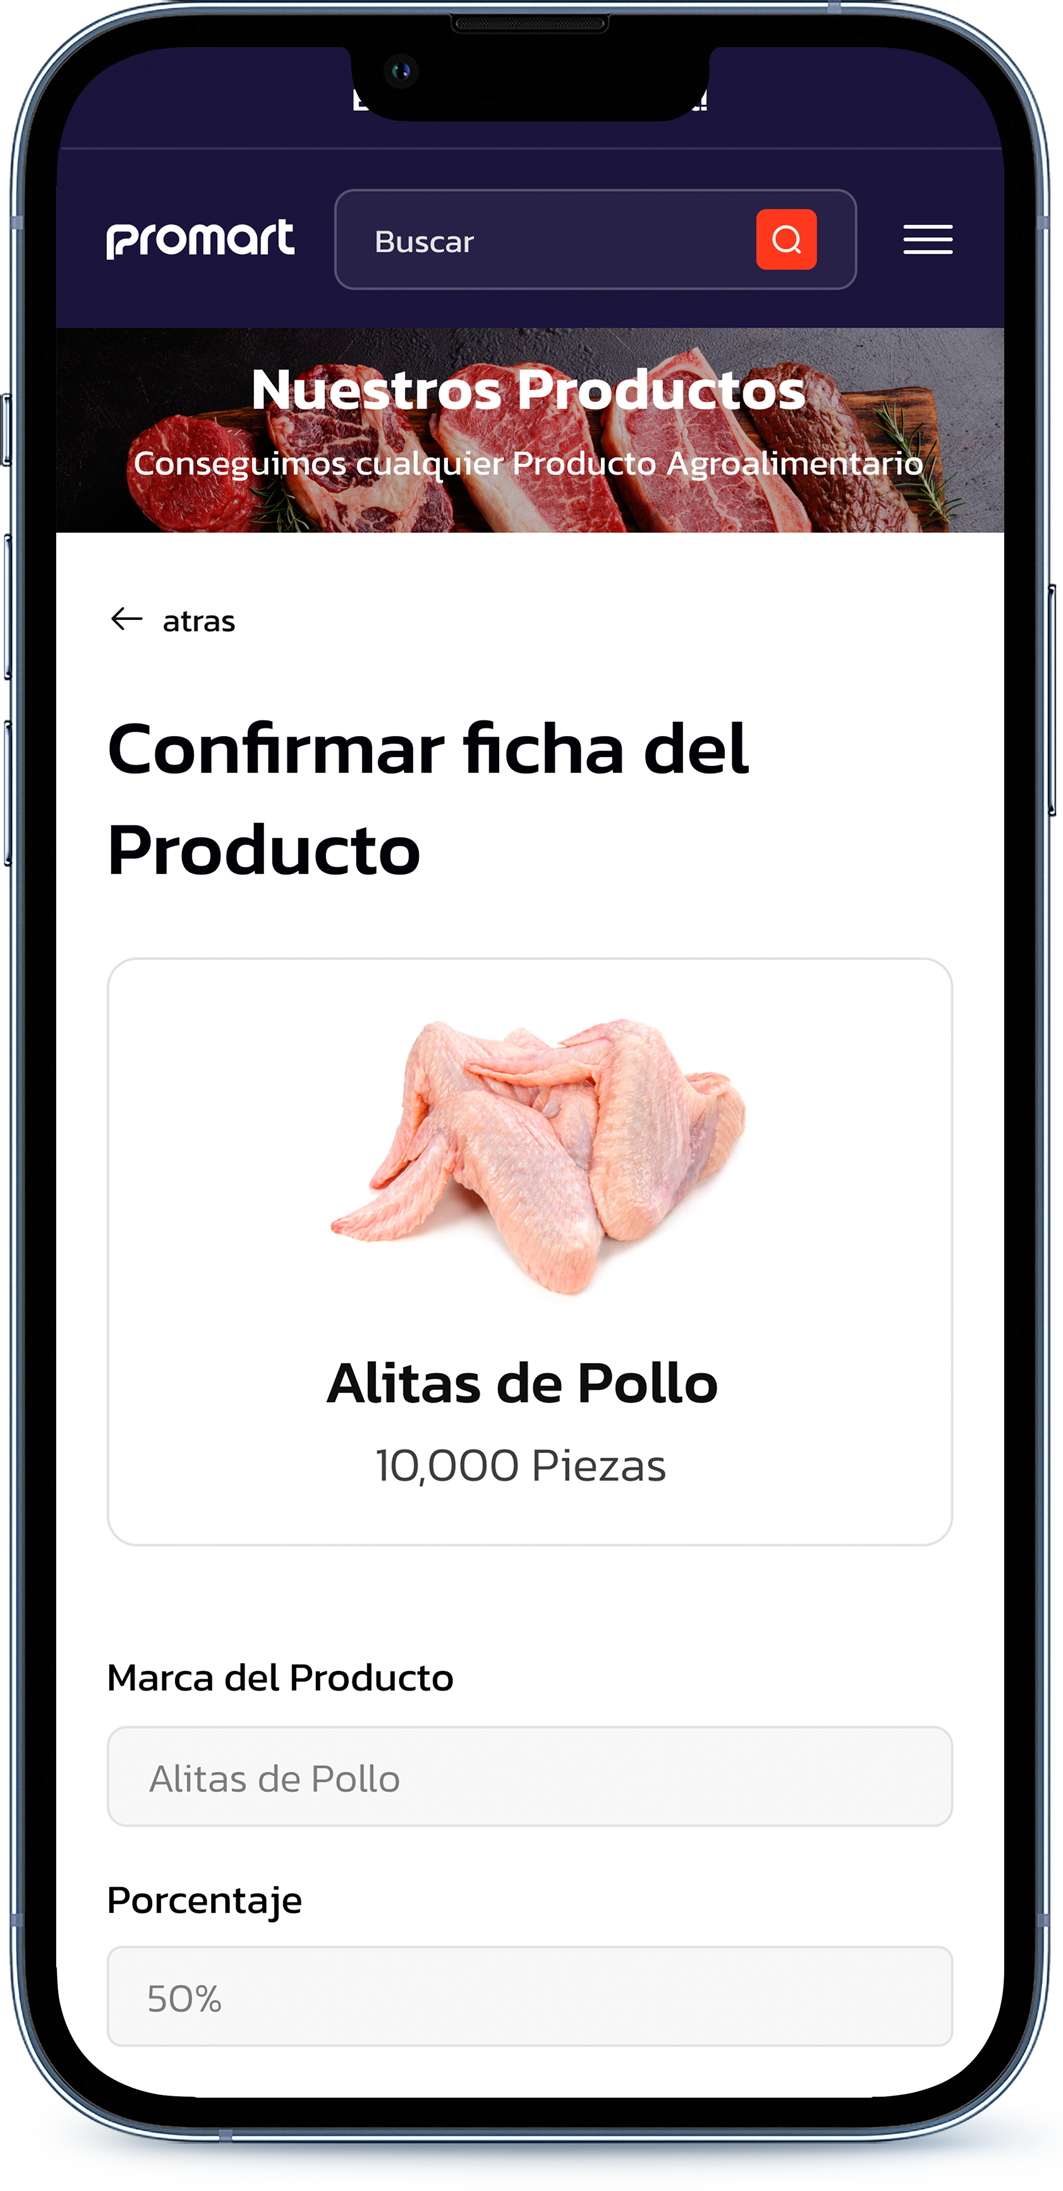 promart
Buscar
Nuestros Productos
Conseguimos cualquier Producto Agroalimentario
← atras
Confirmar ficha del
Producto
Alitas de Pollo
10,000 Piezas
Marca del Producto
Alitas de Pollo
Porcentaje
50%